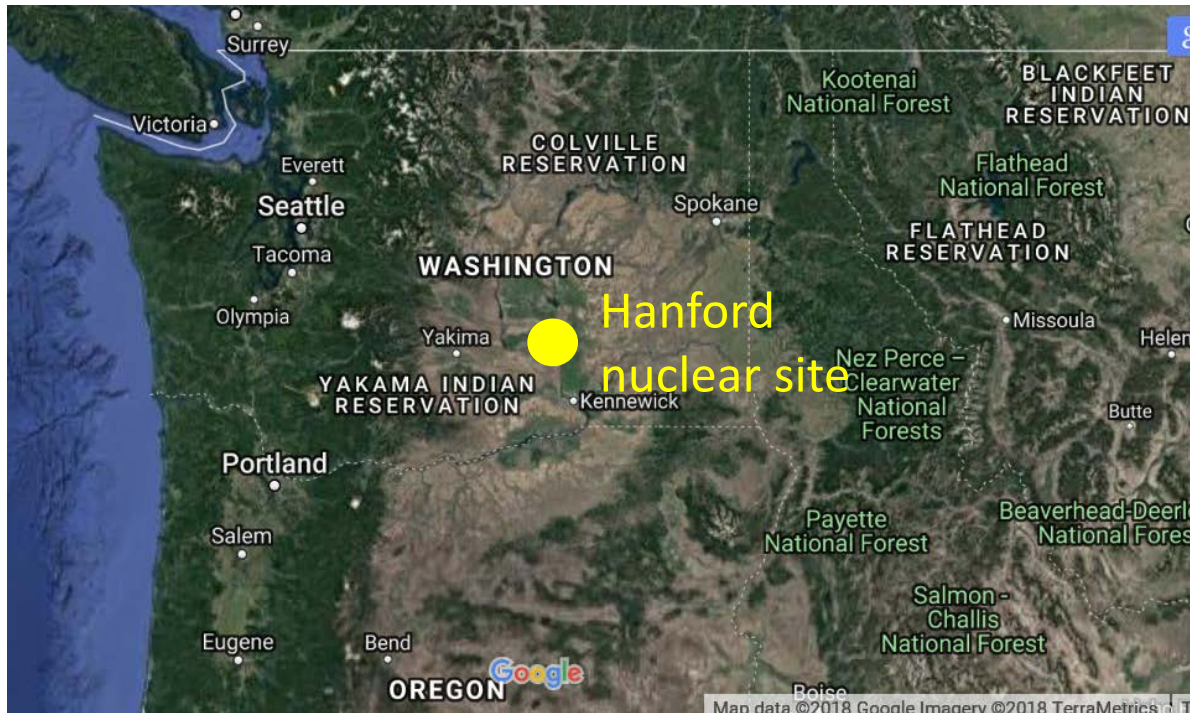 Surrey
Victoria
Everett
Seattle
Tacoma
Olympia
WASHINGTON
COLVILLE
RESERVATION
Spokane
Kootenai
National Forest
BLACKFEET
INDIAN
RESERVATION
Flathead
National Forest
FLATHEAD
RESERVATION
Hanford
nuclear site
Yakima
YAKAMA INDIAN
RESERVATION
Kennewick
Nez Perce –
Clearwater
National
Forests
Missoula
Helen
Butte
Portland
Salem
Eugene
Bend
OREGON
Google
Payette
National Forest
Beaverhead-Deerl
National Fores
Salmon -
Challis
National Forest
Boise
Map data ©2018 Google Imagery ©2018 TerraMetrics